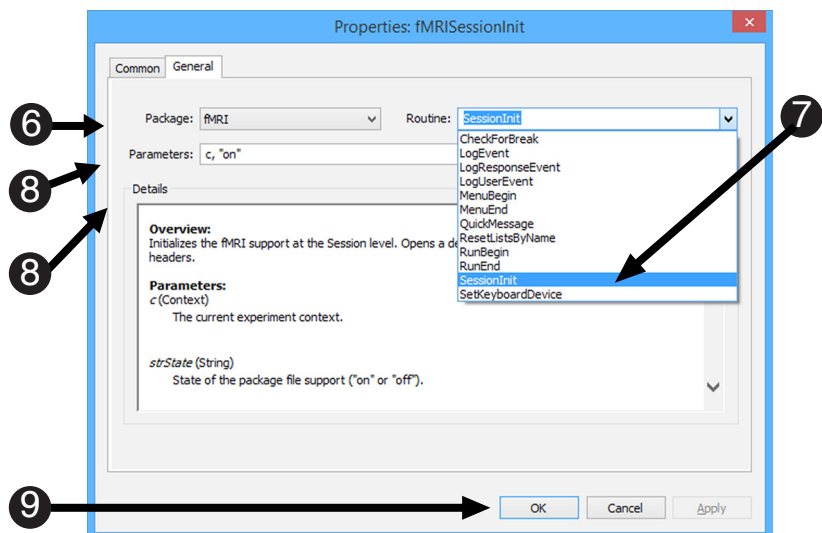 Properties: fMRISessionInit
Common General
6
Package: fMRI
Routine: SessionInit
7
CheckForBreak
LogEvent
LogResponseEvent
LogUserEvent
MenuBegin
MenuEnd
QuickMessage
ResetListsByName
RunBegin
RunEnd
SessionInit
SetKeyboardDevice
8
Parameters: c, "on"
8
Details
Overview:
Initializes the fMRI support at the Session level. Opens a
headers.
Parameters:
c (Context)
The current experiment context.
strState (String)
State of the package file support ("on" or "off").
9
OK Cancel Apply